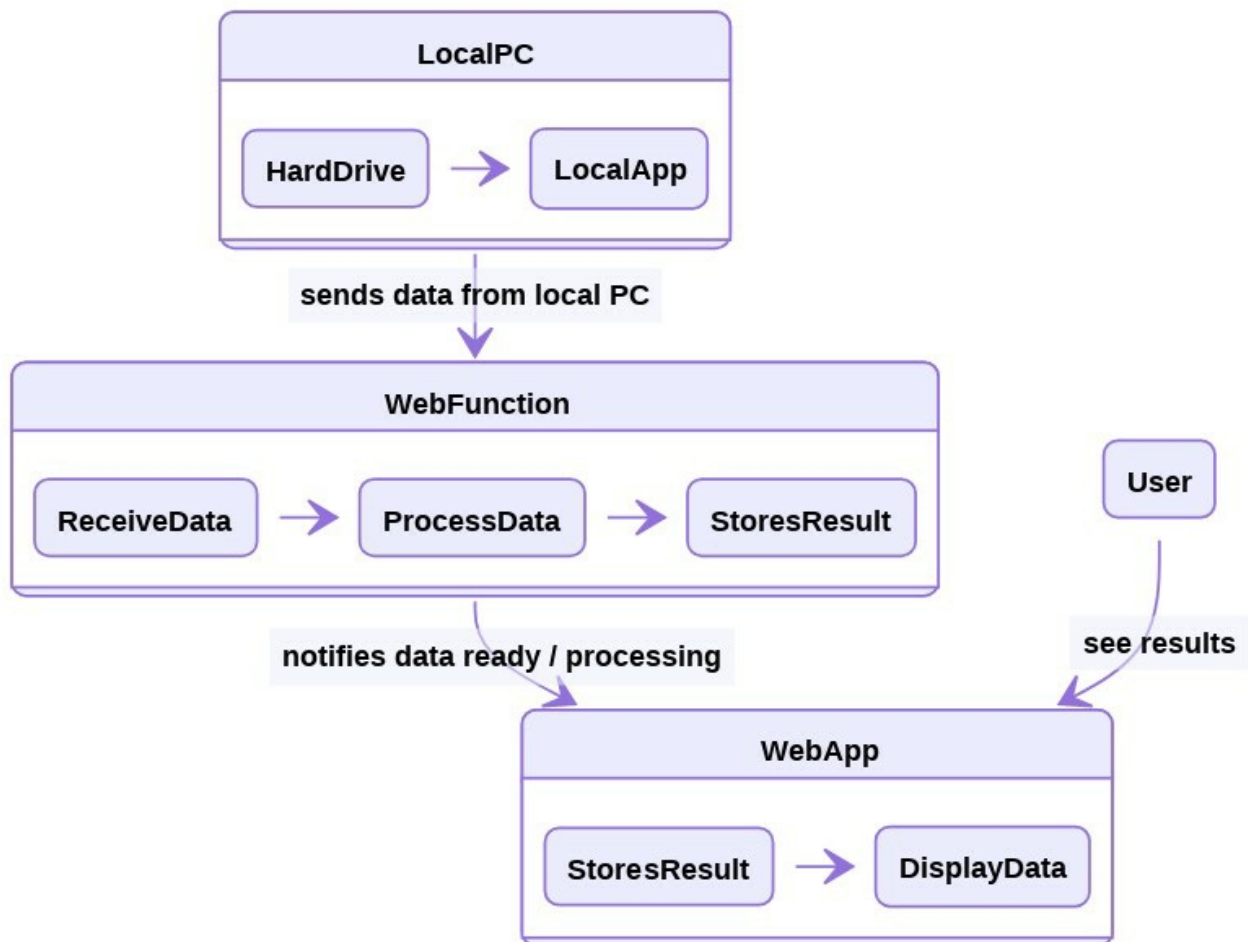 LocalPC
HardDrive
LocalApp
sends data from local PC
WebFunction
ReceiveData
ProcessData
StoresResult
User
notifies data ready / processing
see results
WebApp
StoresResult
DisplayData